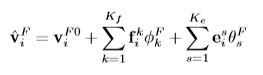 $\hat{\mathbf{v}}_i^F = \mathbf{v}_i^{F0} + \sum_{k=1}^{K_f} \mathbf{f}_i^k \phi_k^F + \sum_{s=1}^{K_e} \mathbf{e}_i^s \theta_s^F$